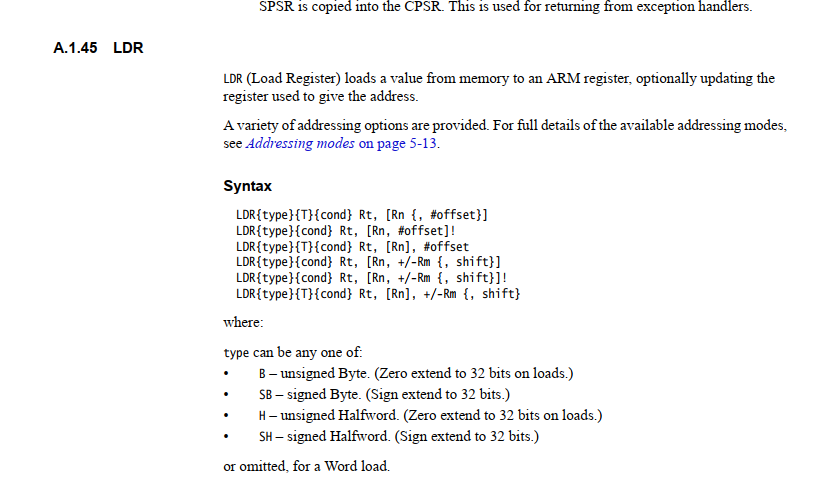 SPSR is copied into the CPSR. This is used for returning from exception handlers.
A.1.45 LDR
LDR (Load Register) loads a value from memory to an ARM register, optionally updating the
register used to give the address.
A variety of addressing options are provided. For full details of the available addressing modes,
see Addressing modes on page 5-13.
Syntax
LDR{type}{T}{cond} Rt, [Rn {, #offset}]
LDR{type}{cond} Rt, [Rn, #offset]!
LDR{type}{T}{cond} Rt, [Rn], #offset
LDR{type}{cond} Rt, [Rn, +/-Rm {, shift}]
LDR{type}{cond} Rt, [Rn, +/-Rm {, shift}]!
LDR{type}{T}{cond} Rt, [Rn], +/-Rm {, shift}
where:
type can be any one of:
• B – unsigned Byte. (Zero extend to 32 bits on loads.)
• SB – signed Byte. (Sign extend to 32 bits.)
• H – unsigned Halfword. (Zero extend to 32 bits on loads.)
• SH – signed Halfword. (Sign extend to 32 bits.)
or omitted, for a Word load.